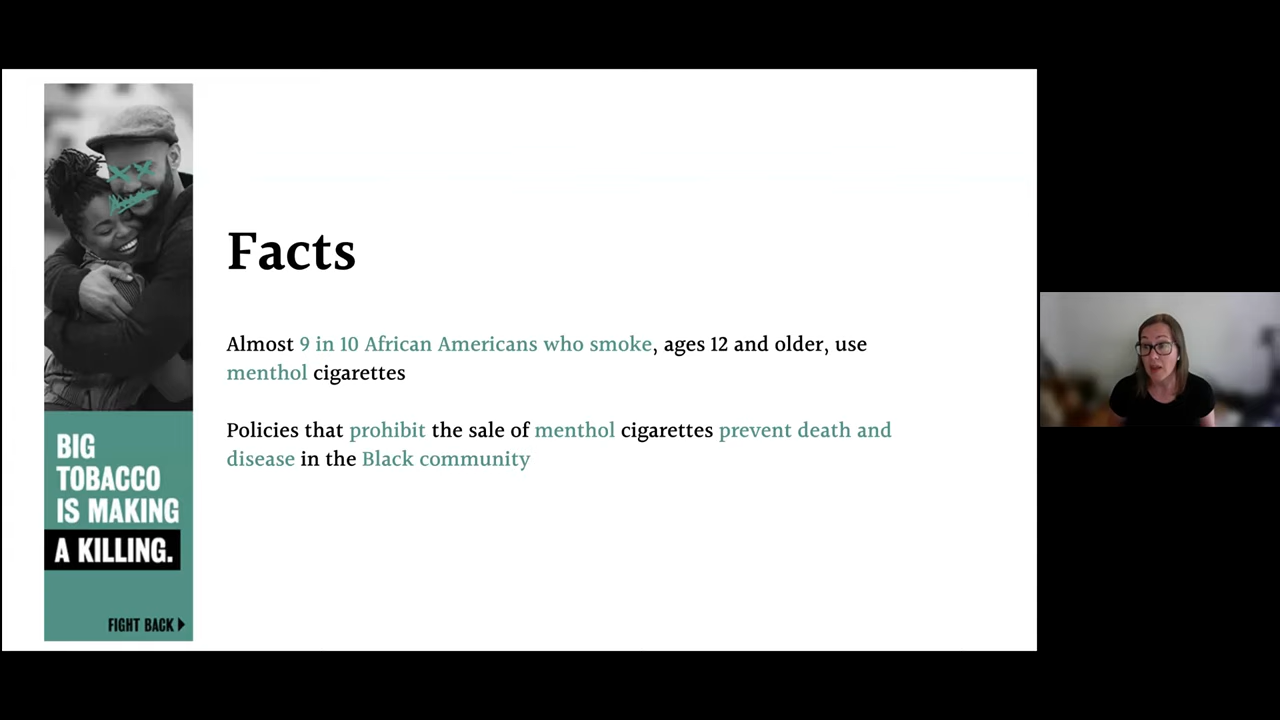 Facts
Almost 9 in 10 African Americans who smoke, ages 12 and older, use
menthol cigarettes
Policies that prohibit the sale of menthol cigarettes prevent death and
disease in the Black community
BIG
TOBACCO
IS MAKING
A KILLING.
FIGHT BACK